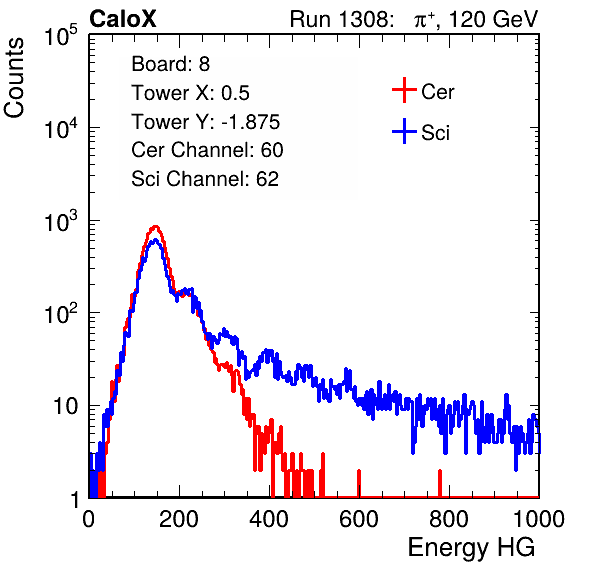 CaloX Run 1308: π⁺, 120 GeV
Counts
10⁵
10⁴
10³
10²
10
1
Board: 8
Tower X: 0.5
Tower Y: -1.875
Cer Channel: 60
Sci Channel: 62
Cer
Sci
0 200 400 600 800 1000
Energy HG